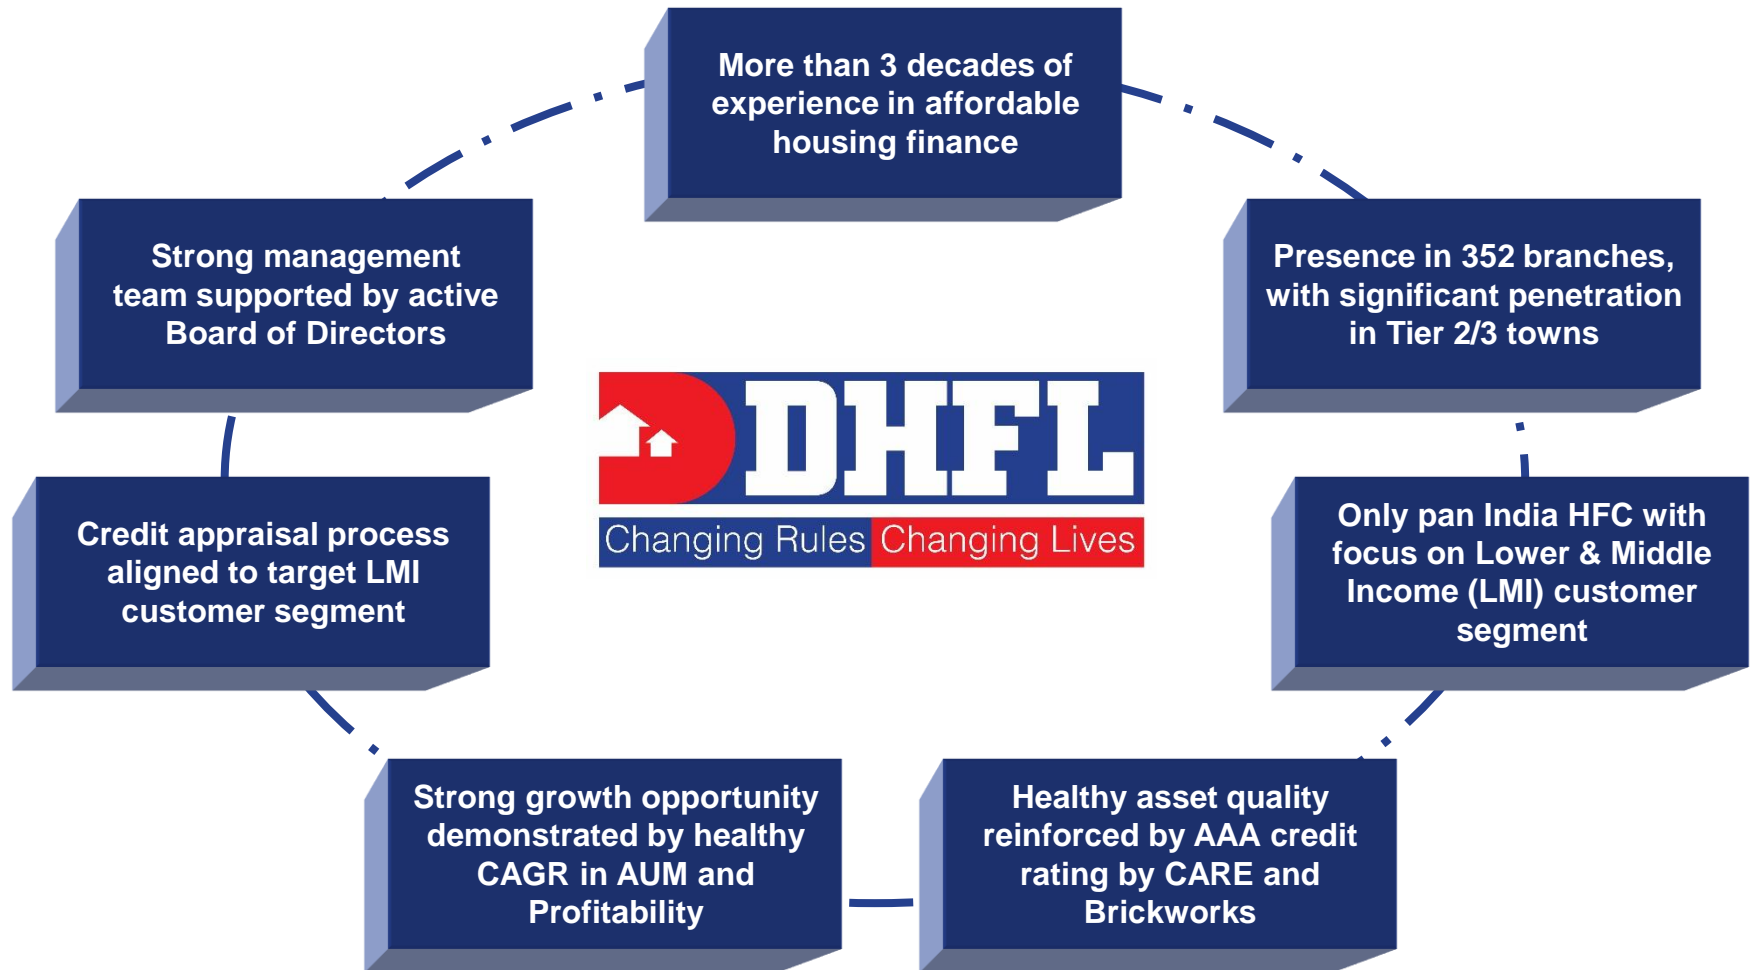 More than 3 decades of
experience in affordable
housing finance
Strong management
team supported by active
Board of Directors
Presence in 352 branches,
with significant penetration
in Tier 2/3 towns
DHFL
Changing Rules Changing Lives
Credit appraisal process
aligned to target LMI
customer segment
Only pan India HFC with
focus on Lower & Middle
Income (LMI) customer
segment
Strong growth opportunity
demonstrated by healthy
CAGR in AUM and
Profitability
Healthy asset quality
reinforced by AAA credit
rating by CARE and
Brickworks